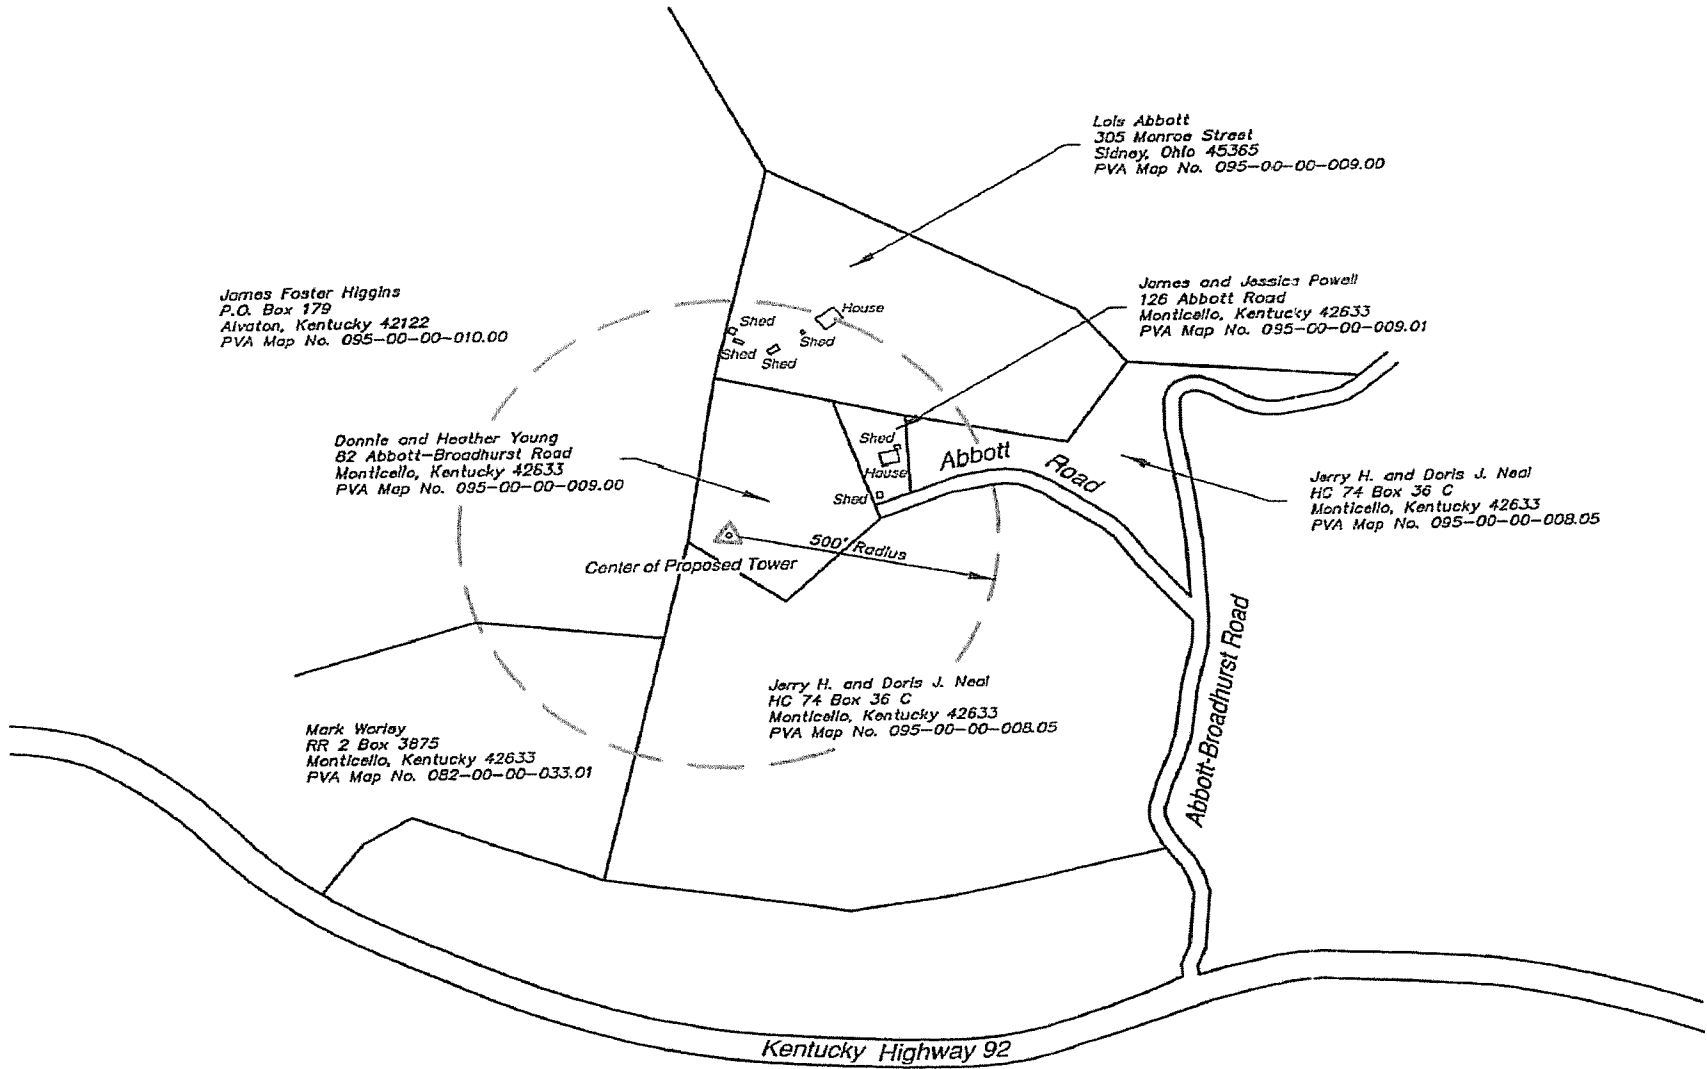 Lois Abbott
305 Monroe Street
Sidney, Ohio 45365
PVA Map No. 095-00-00-009.00
James and Jessica Powell
126 Abbott Road
Monticello, Kentucky 42633
PVA Map No. 095-00-00-009.01
James Foster Higgins
P.O. Box 179
Alvaton, Kentucky 42122
PVA Map No. 095-00-00-010.00
House
Shed
Shed
Shed
Shed
Donnie and Heather Young
82 Abbott-Broadhurst Road
Monticello, Kentucky 42633
PVA Map No. 095-00-00-009.00
Shed
House
Shed
Abbott Road
Jerry H. and Doris J. Neal
HC 74 Box 36 C
Monticello, Kentucky 42633
PVA Map No. 095-00-00-008.05
500' Radius
Center of Proposed Tower
Abbott-Broadhurst Road
Jerry H. and Doris J. Neal
HC 74 Box 36 C
Monticello, Kentucky 42633
PVA Map No. 095-00-00-008.05
Mark Worley
RR 2 Box 3875
Monticello, Kentucky 42633
PVA Map No. 082-00-00-033.01
Kentucky Highway 92